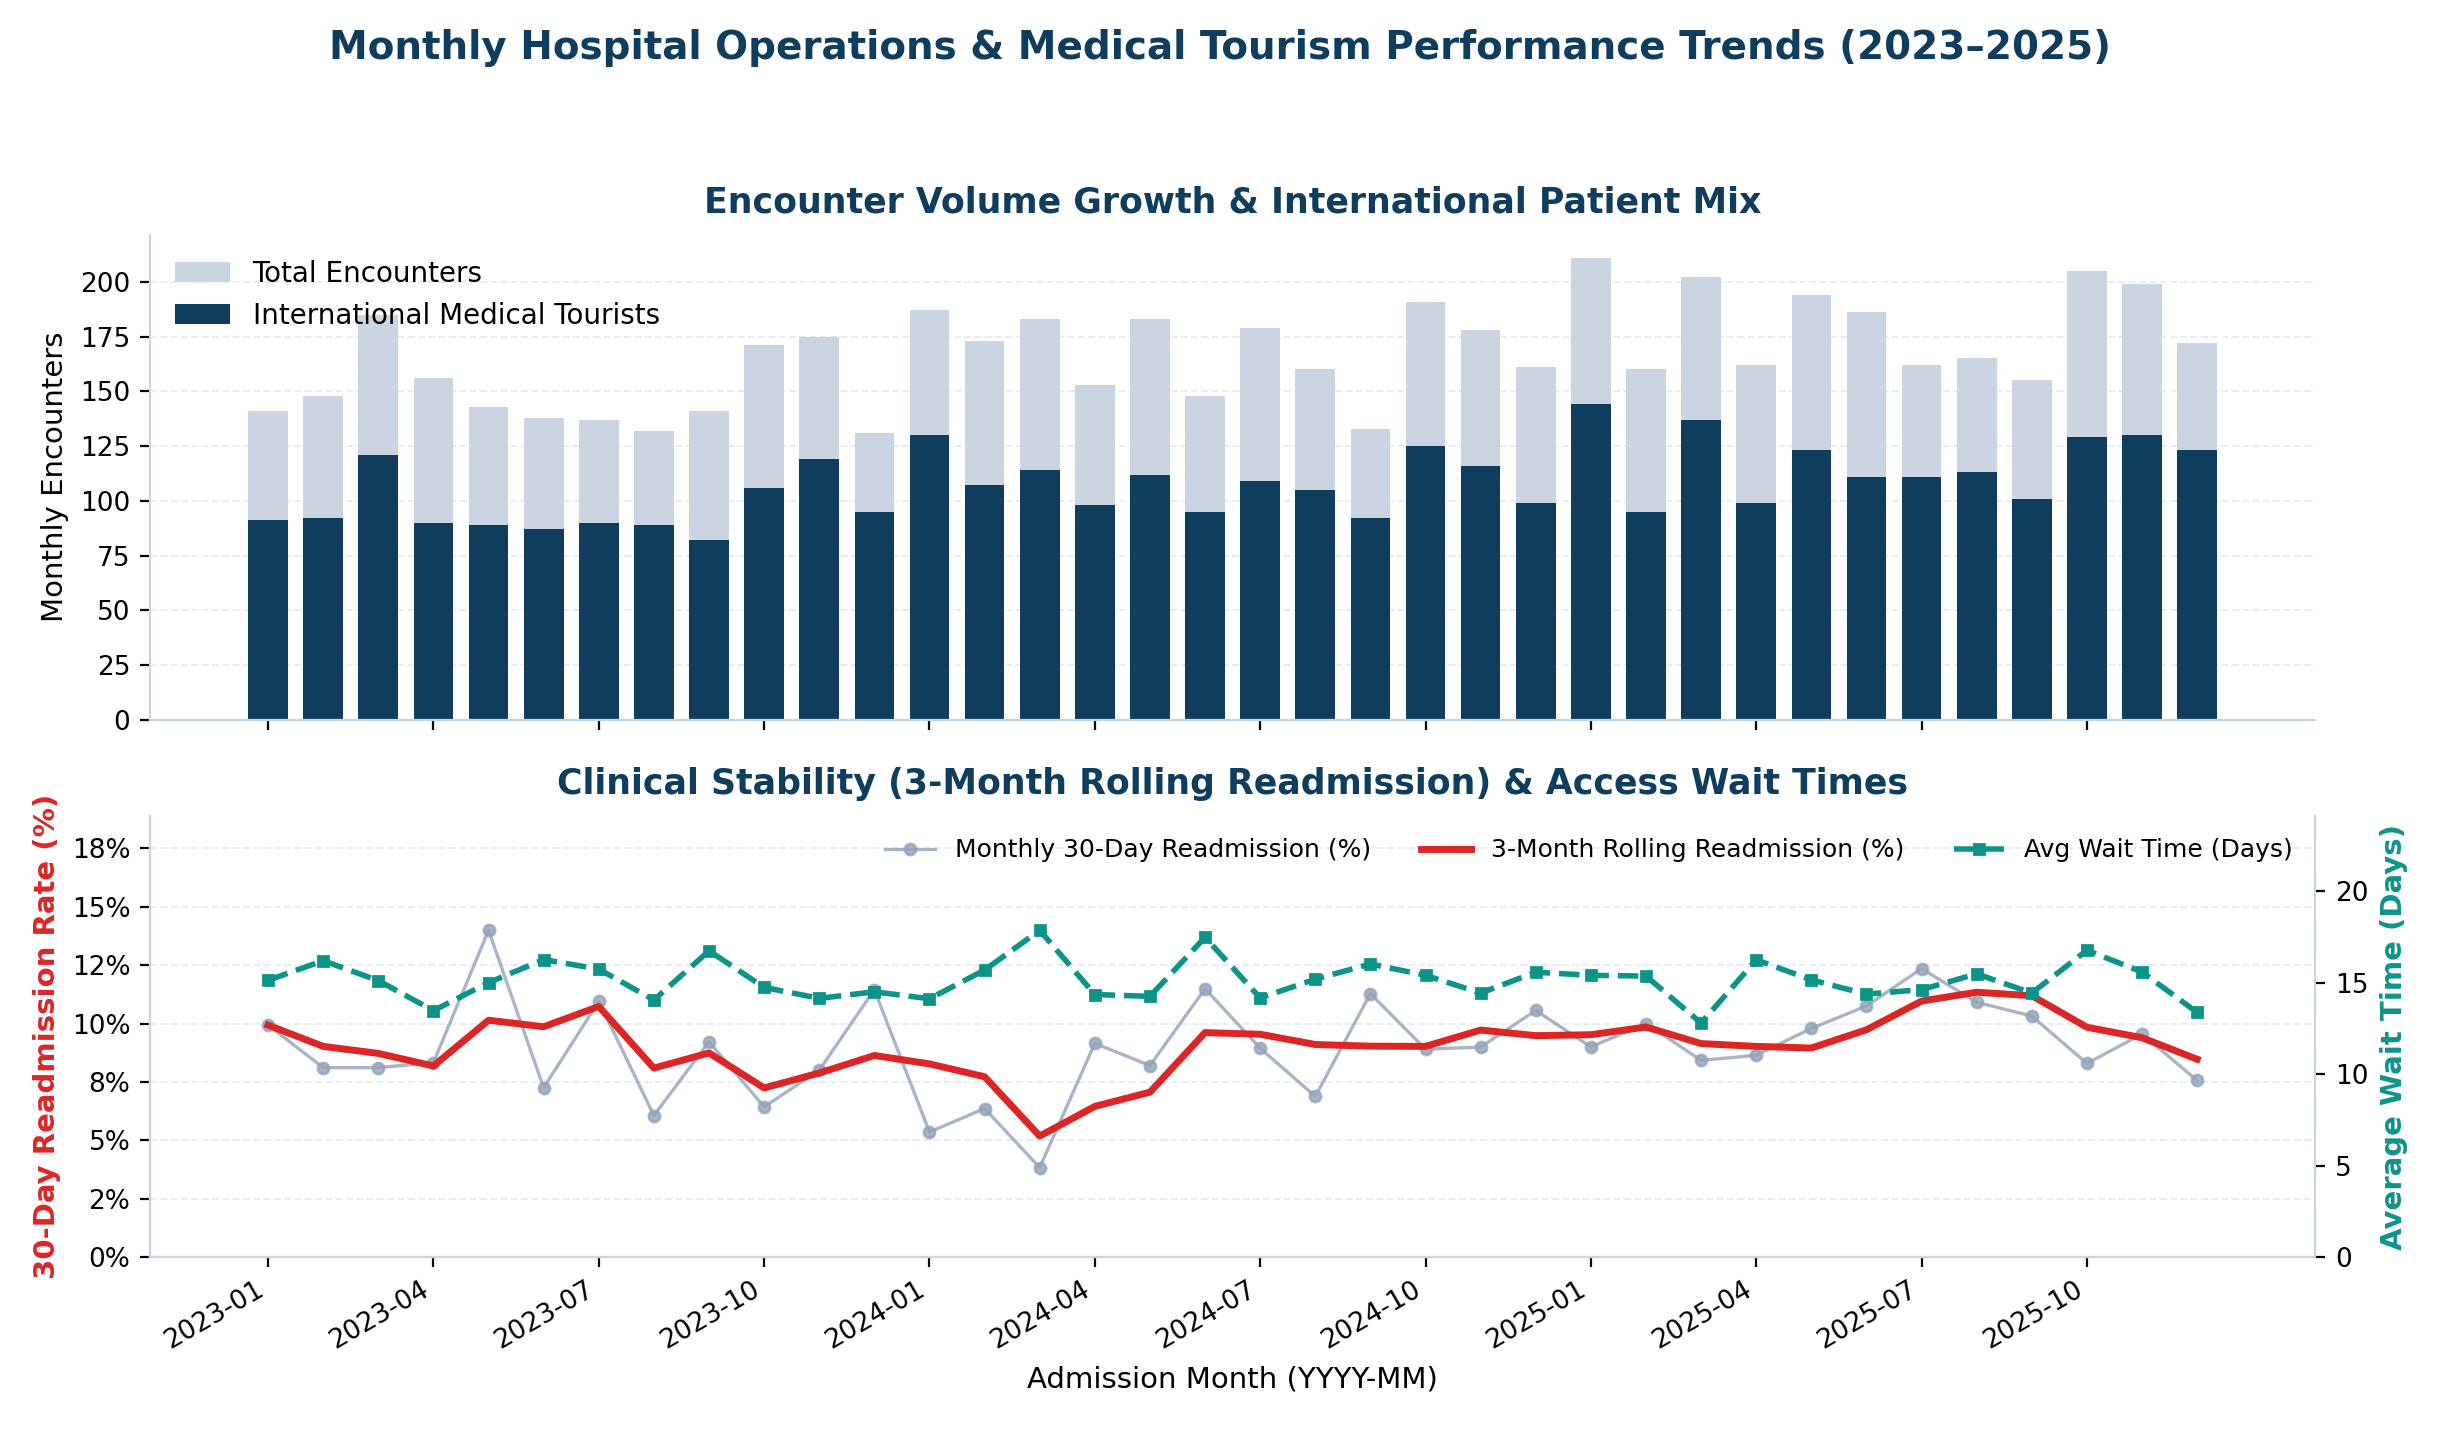 Monthly Hospital Operations & Medical Tourism Performance Trends (2023–2025)
Encounter Volume Growth & International Patient Mix
Total Encounters
International Medical Tourists
Monthly Encounters
200
175
150
125
100
75
50
25
0
Clinical Stability (3-Month Rolling Readmission) & Access Wait Times
Monthly 30-Day Readmission (%)
3-Month Rolling Readmission (%)
Avg Wait Time (Days)
30-Day Readmission Rate (%)
18%
15%
12%
10%
8%
5%
2%
0%
20
15
10
5
0
Average Wait Time (Days)
2023-01
2023-04
2023-07
2023-10
2024-01
2024-04
2024-07
2024-10
2025-01
2025-04
2025-07
2025-10
Admission Month (YYYY-MM)